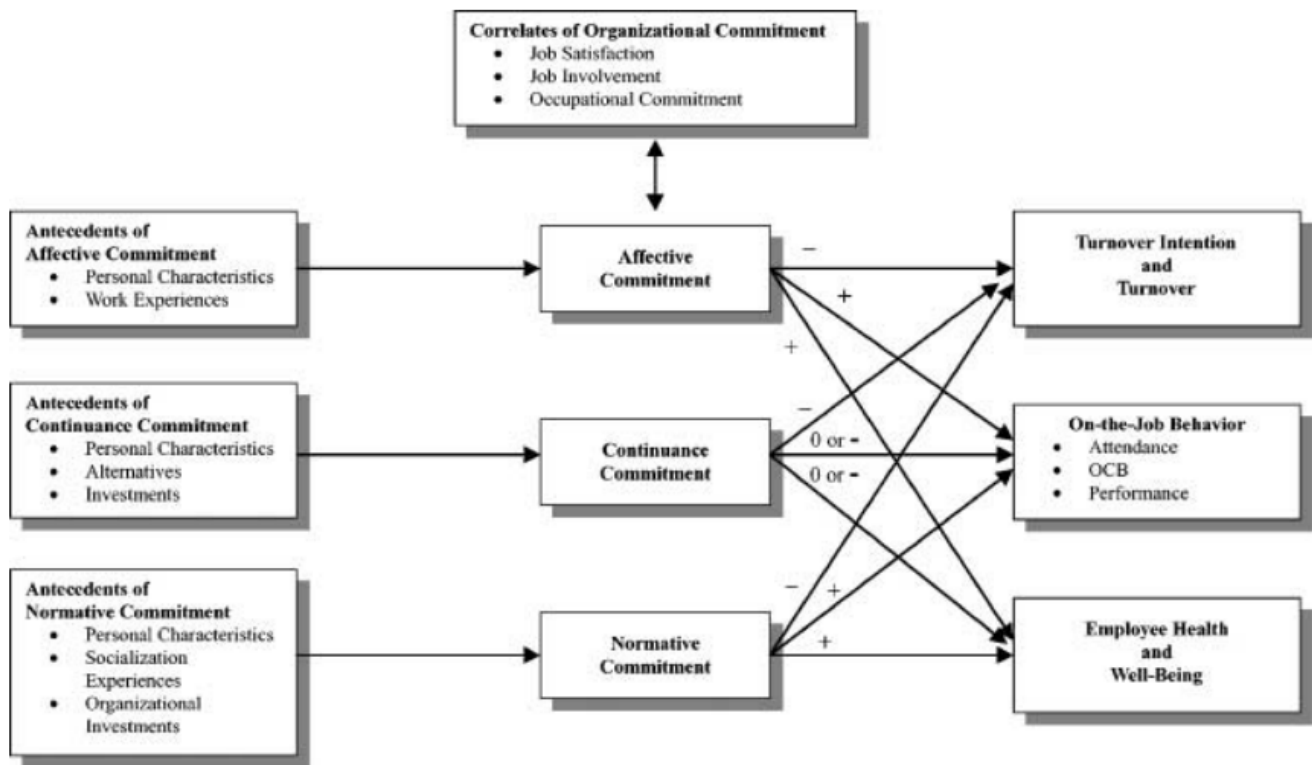 Correlates of Organizational Commitment
• Job Satisfaction
• Job Involvement
• Occupational Commitment
Antecedents of
Affective Commitment
• Personal Characteristics
• Work Experiences
Affective
Commitment
−
+
+
Turnover Intention
and
Turnover
Antecedents of
Continuance Commitment
• Personal Characteristics
• Alternatives
• Investments
Continuance
Commitment
−
0 or -
0 or -
On-the-Job Behavior
• Attendance
• OCB
• Performance
Antecedents of
Normative Commitment
• Personal Characteristics
• Socialization
Experiences
• Organizational
Investments
Normative
Commitment
−
+
+
Employee Health
and
Well-Being